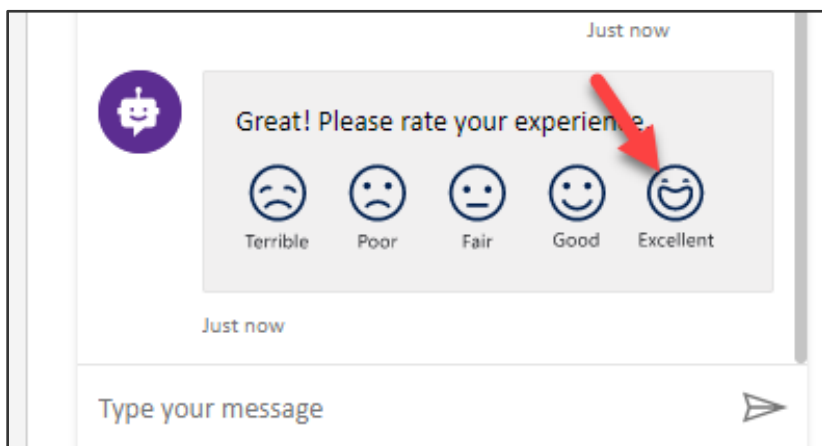 Just now
Great! Please rate your experience.
Terrible Poor Fair Good Excellent
Just now
Type your message